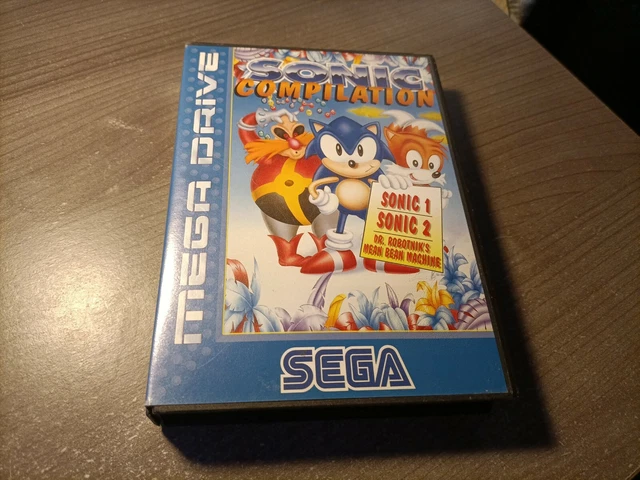 MEGA DRIVE
SONIC
COMPILATION
SONIC 1
SONIC 2
DR. ROBOTNIK'S
MEAN BEAN MACHINE
SEGA